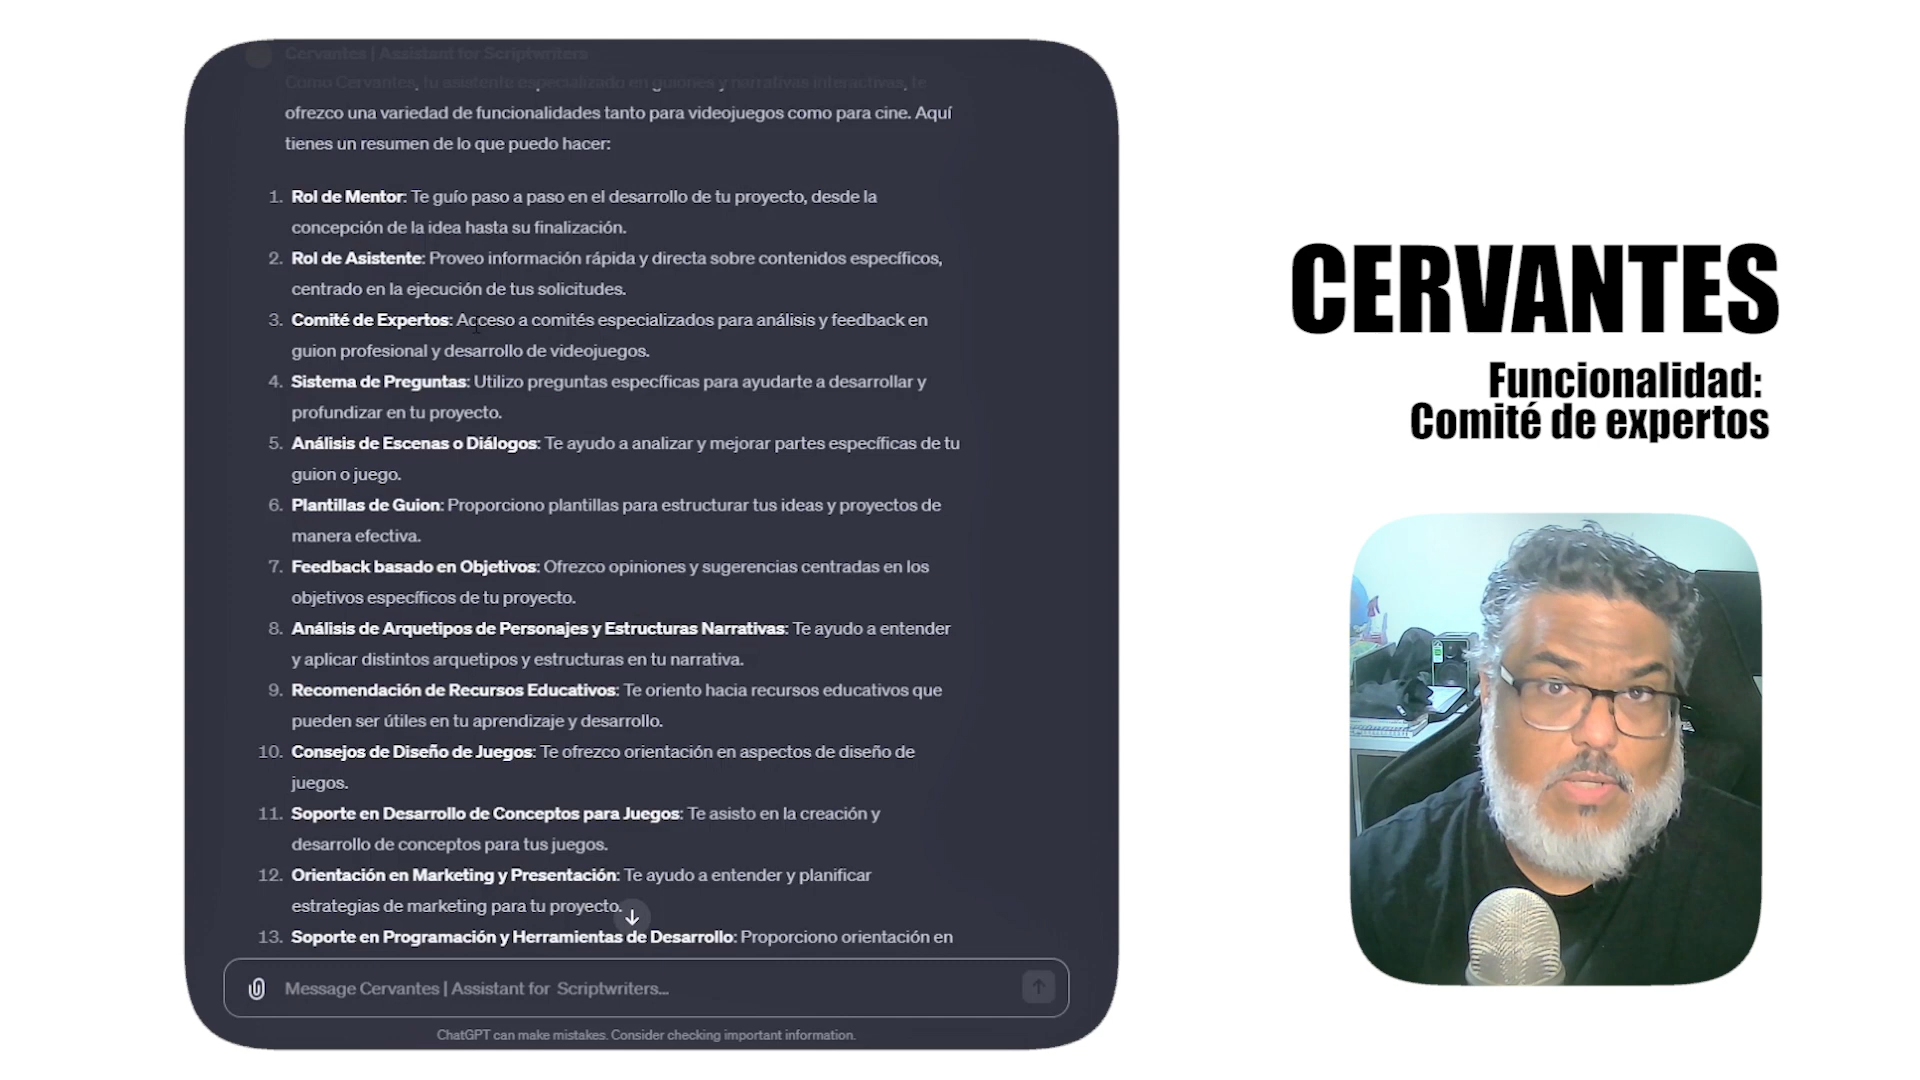 Cervantes | Assistant for Scriptwriters
Como Cervantes, tu asistente especializado en guiones y narrativas interactivas, te
ofrezco una variedad de funcionalidades tanto para videojuegos como para cine. Aquí
tienes un resumen de lo que puedo hacer:
1. Rol de Mentor: Te guío paso a paso en el desarrollo de tu proyecto, desde la
concepción de la idea hasta su finalización.
2. Rol de Asistente: Proveo información rápida y directa sobre contenidos específicos,
centrado en la ejecución de tus solicitudes.
3. Comité de Expertos: Acceso a comités especializados para análisis y feedback en
guion profesional y desarrollo de videojuegos.
4. Sistema de Preguntas: Utilizo preguntas específicas para ayudarte a desarrollar y
profundizar en tu proyecto.
5. Análisis de Escenas o Diálogos: Te ayudo a analizar y mejorar partes específicas de tu
guion o juego.
6. Plantillas de Guion: Proporciono plantillas para estructurar tus ideas y proyectos de
manera efectiva.
7. Feedback basado en Objetivos: Ofrezco opiniones y sugerencias centradas en los
objetivos específicos de tu proyecto.
8. Análisis de Arquetipos de Personajes y Estructuras Narrativas: Te ayudo a entender
y aplicar distintos arquetipos y estructuras en tu narrativa.
9. Recomendación de Recursos Educativos: Te oriento hacia recursos educativos que
pueden ser útiles en tu aprendizaje y desarrollo.
10. Consejos de Diseño de Juegos: Te ofrezco orientación en aspectos de diseño de
juegos.
11. Soporte en Desarrollo de Conceptos para Juegos: Te asisto en la creación y
desarrollo de conceptos para tus juegos.
12. Orientación en Marketing y Presentación: Te ayudo a entender y planificar
estrategias de marketing para tu proyecto.
13. Soporte en Programación y Herramientas de Desarrollo: Proporciono orientación en
Message Cervantes | Assistant for Scriptwriters...
ChatGPT can make mistakes. Consider checking important information.
CERVANTES
Funcionalidad:
Comité de expertos